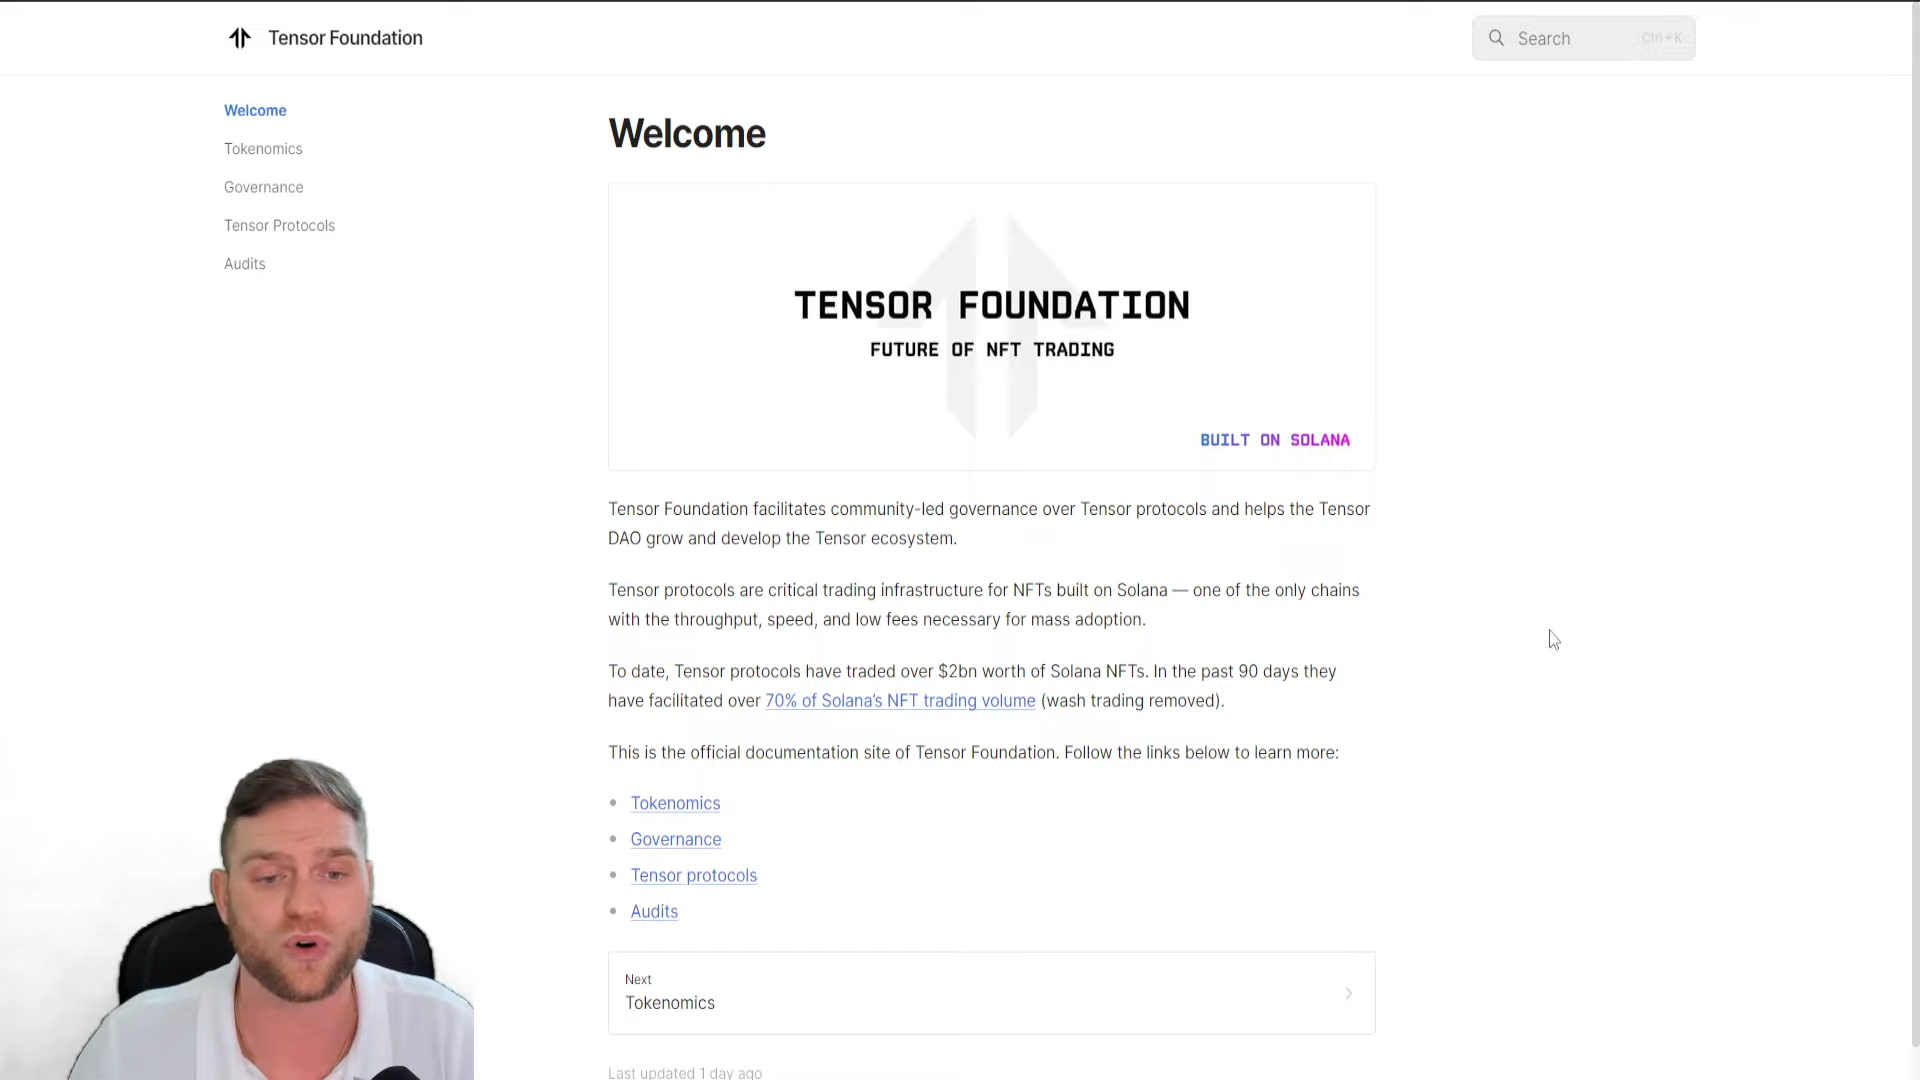 Tensor Foundation
Search
Ctrl + K
Welcome
Tokenomics
Governance
Tensor Protocols
Audits
Welcome
TENSOR FOUNDATION
FUTURE OF NFT TRADING
BUILT ON SOLANA
Tensor Foundation facilitates community-led governance over Tensor protocols and helps the Tensor
DAO grow and develop the Tensor ecosystem.
Tensor protocols are critical trading infrastructure for NFTs built on Solana — one of the only chains
with the throughput, speed, and low fees necessary for mass adoption.
To date, Tensor protocols have traded over $2bn worth of Solana NFTs. In the past 90 days they
have facilitated over 70% of Solana’s NFT trading volume (wash trading removed).
This is the official documentation site of Tensor Foundation. Follow the links below to learn more:
Tokenomics
Governance
Tensor protocols
Audits
Next
Tokenomics
Last updated 1 day ago